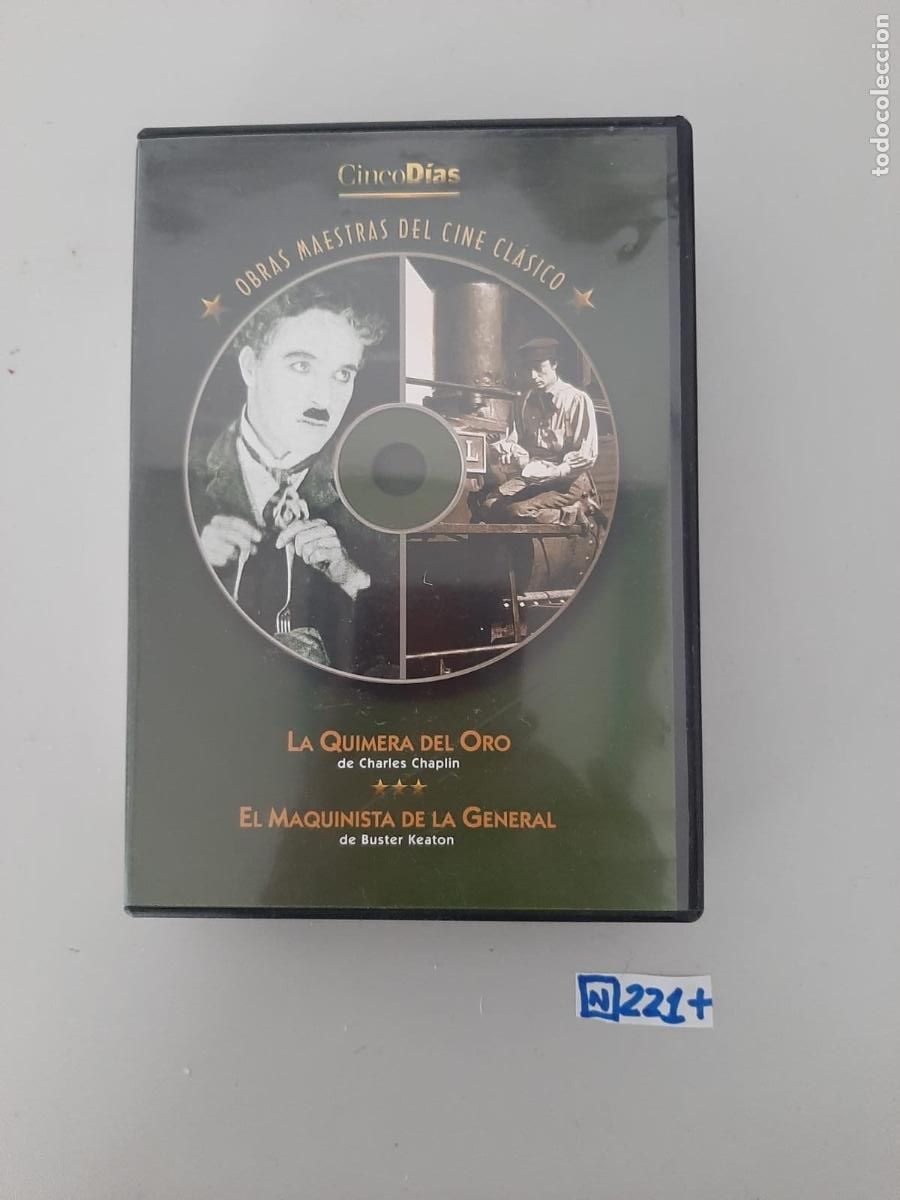 todocoleccion
CincoDías
OBRAS MAESTRAS DEL CINE CLÁSICO
L
LA QUIMERA DEL ORO
de Charles Chaplin
EL MAQUINISTA DE LA GENERAL
de Buster Keaton
N 221+